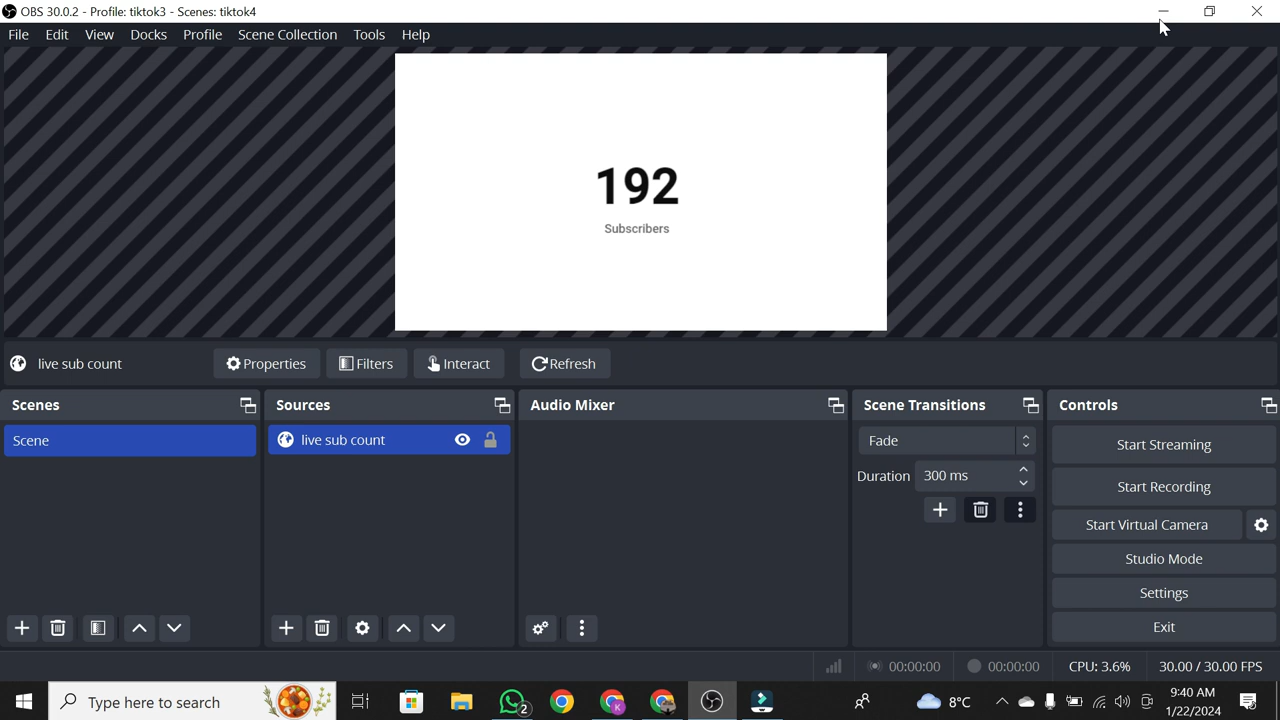 OBS 30.0.2 - Profile: tiktok3 - Scenes: tiktok4
File Edit View Docks Profile Scene Collection Tools Help
192
Subscribers
live sub count Properties Filters Interact Refresh
Scenes Sources Audio Mixer Scene Transitions Controls
Scene live sub count Fade Start Streaming
Duration 300 ms Start Recording
Start Virtual Camera
Studio Mode
Settings
Exit
00:00:00 00:00:00 CPU: 3.6% 30.00 / 30.00 FPS
Type here to search 2 K 8°C 9:40 AM
1/22/2024